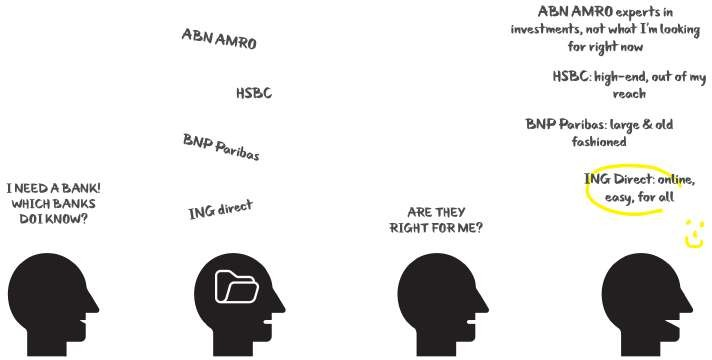 I NEED A BANK!
WHICH BANKS
DO I KNOW?
ABN AMRO
HSBC
BNP Paribas
ING direct
ARE THEY
RIGHT FOR ME?
ABN AMRO experts in
investments, not what I'm looking
for right now
HSBC: high-end, out of my
reach
BNP Paribas: large & old
fashioned
ING Direct: online,
easy, for all